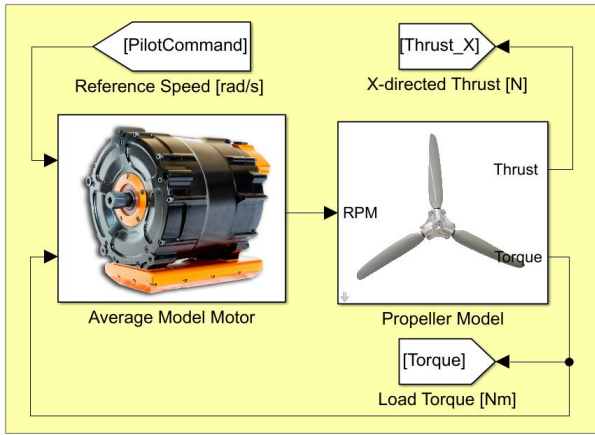 [PilotCommand]
Reference Speed [rad/s]
[Thrust_X]
X-directed Thrust [N]
Thrust
RPM
Torque
Average Model Motor
Propeller Model
[Torque]
Load Torque [Nm]